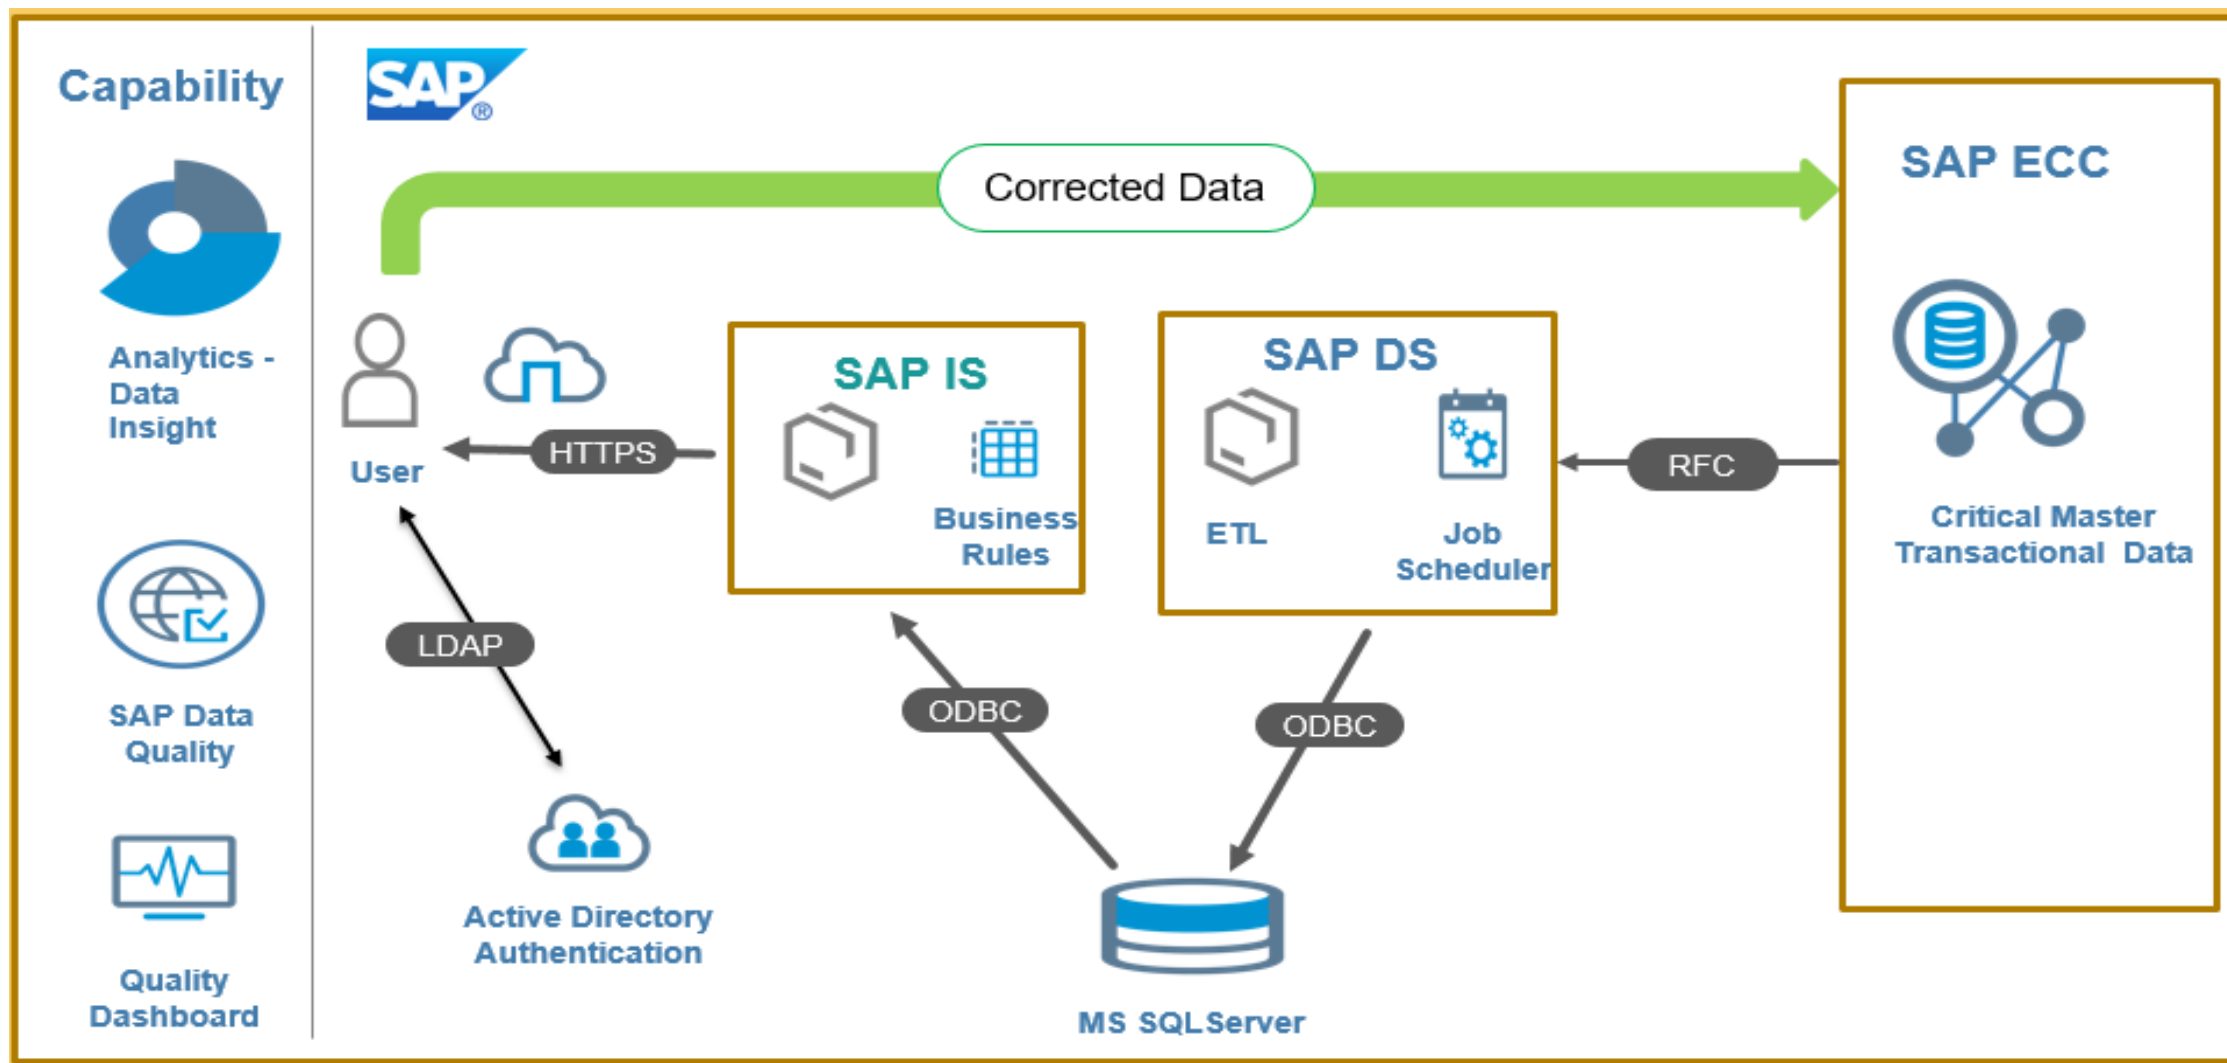 Capability
Analytics -
Data
Insight
SAP Data
Quality
Quality
Dashboard
SAP®
Corrected Data
User
HTTPS
LDAP
Active Directory
Authentication
SAP IS
Business
Rules
ODBC
SAP DS
ETL
Job
Scheduler
ODBC
MS SQLServer
RFC
SAP ECC
Critical Master
Transactional Data